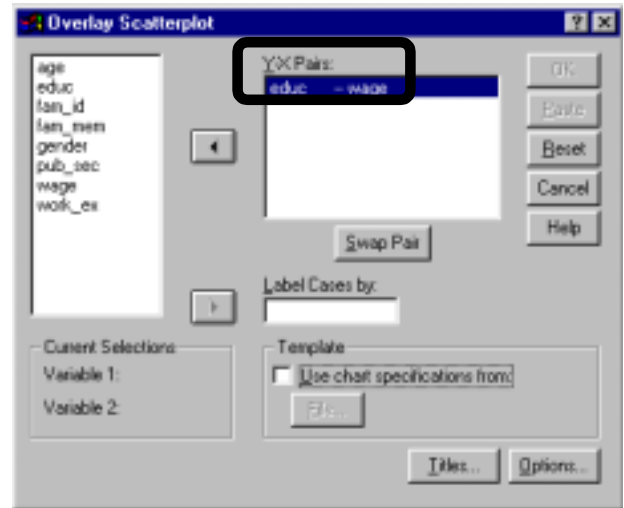 Overlay Scatterplot
age
educ
fam_id
fam_mem
gender
pub_sec
wage
work_ex
Y-X Pairs:
educ – wage
OK
Paste
Reset
Cancel
Help
Swap Pair
Label Cases by:
Current Selections
Variable 1:
Variable 2:
Template
Use chart specifications from:
File...
Titles...
Options...